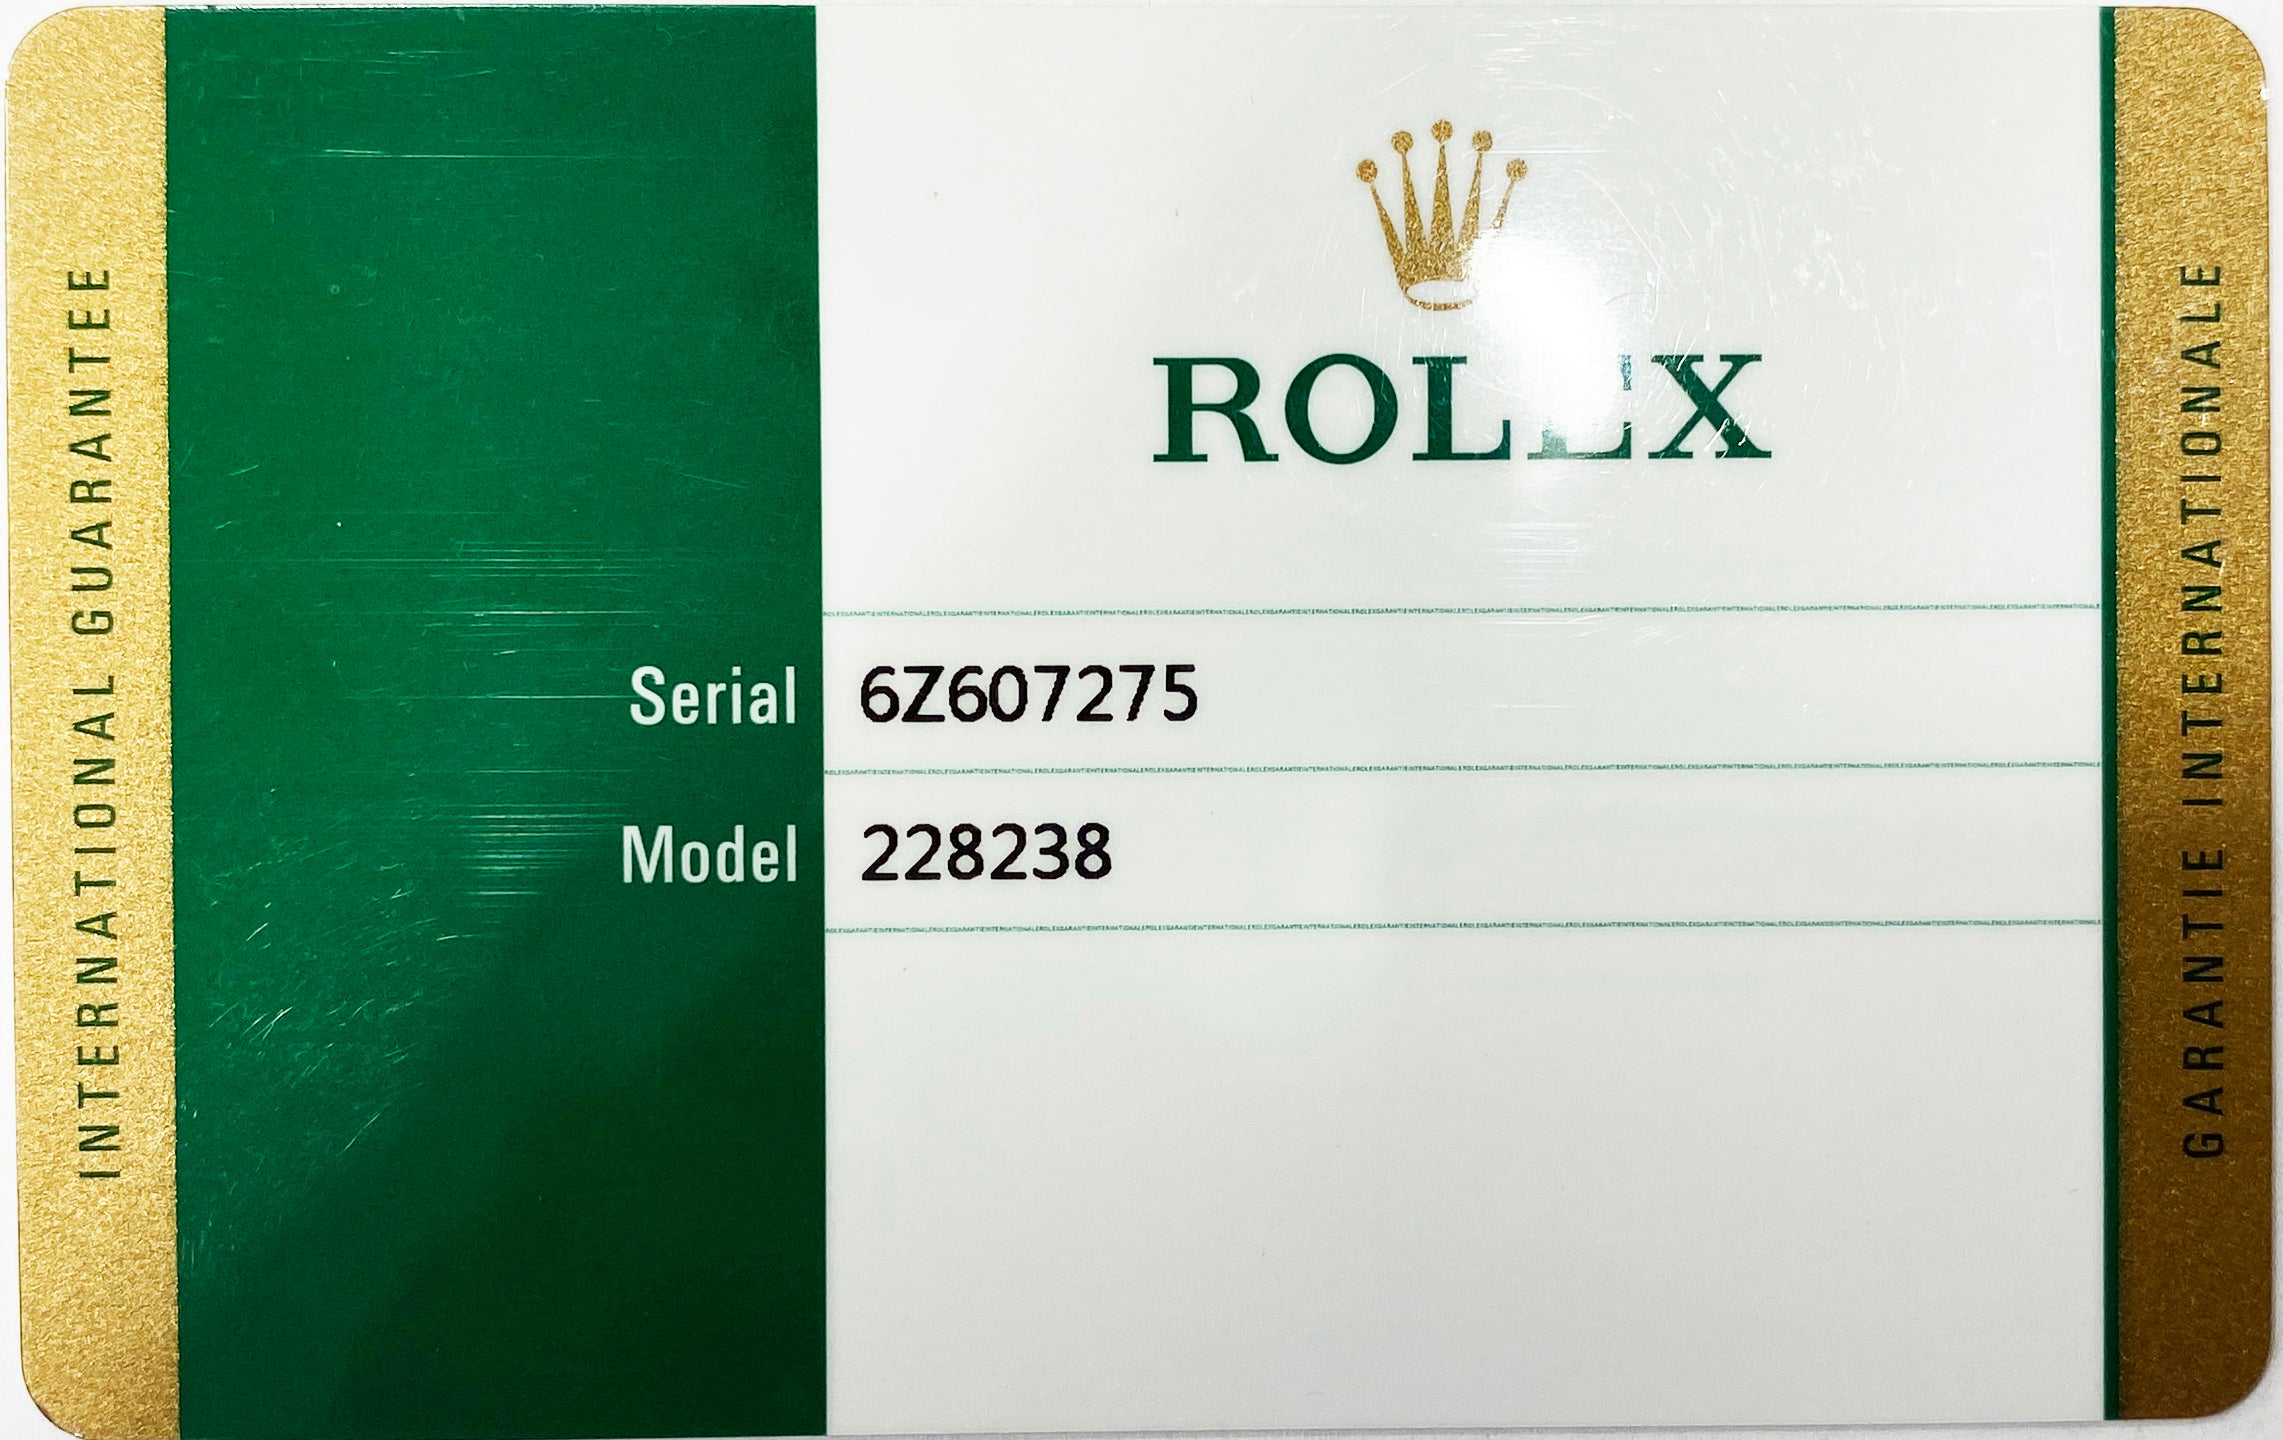 INTERNATIONAL GUARANTEE
ROLEX
Serial 6Z607275
Model 228238
GARANTIE INTERNATIONALE